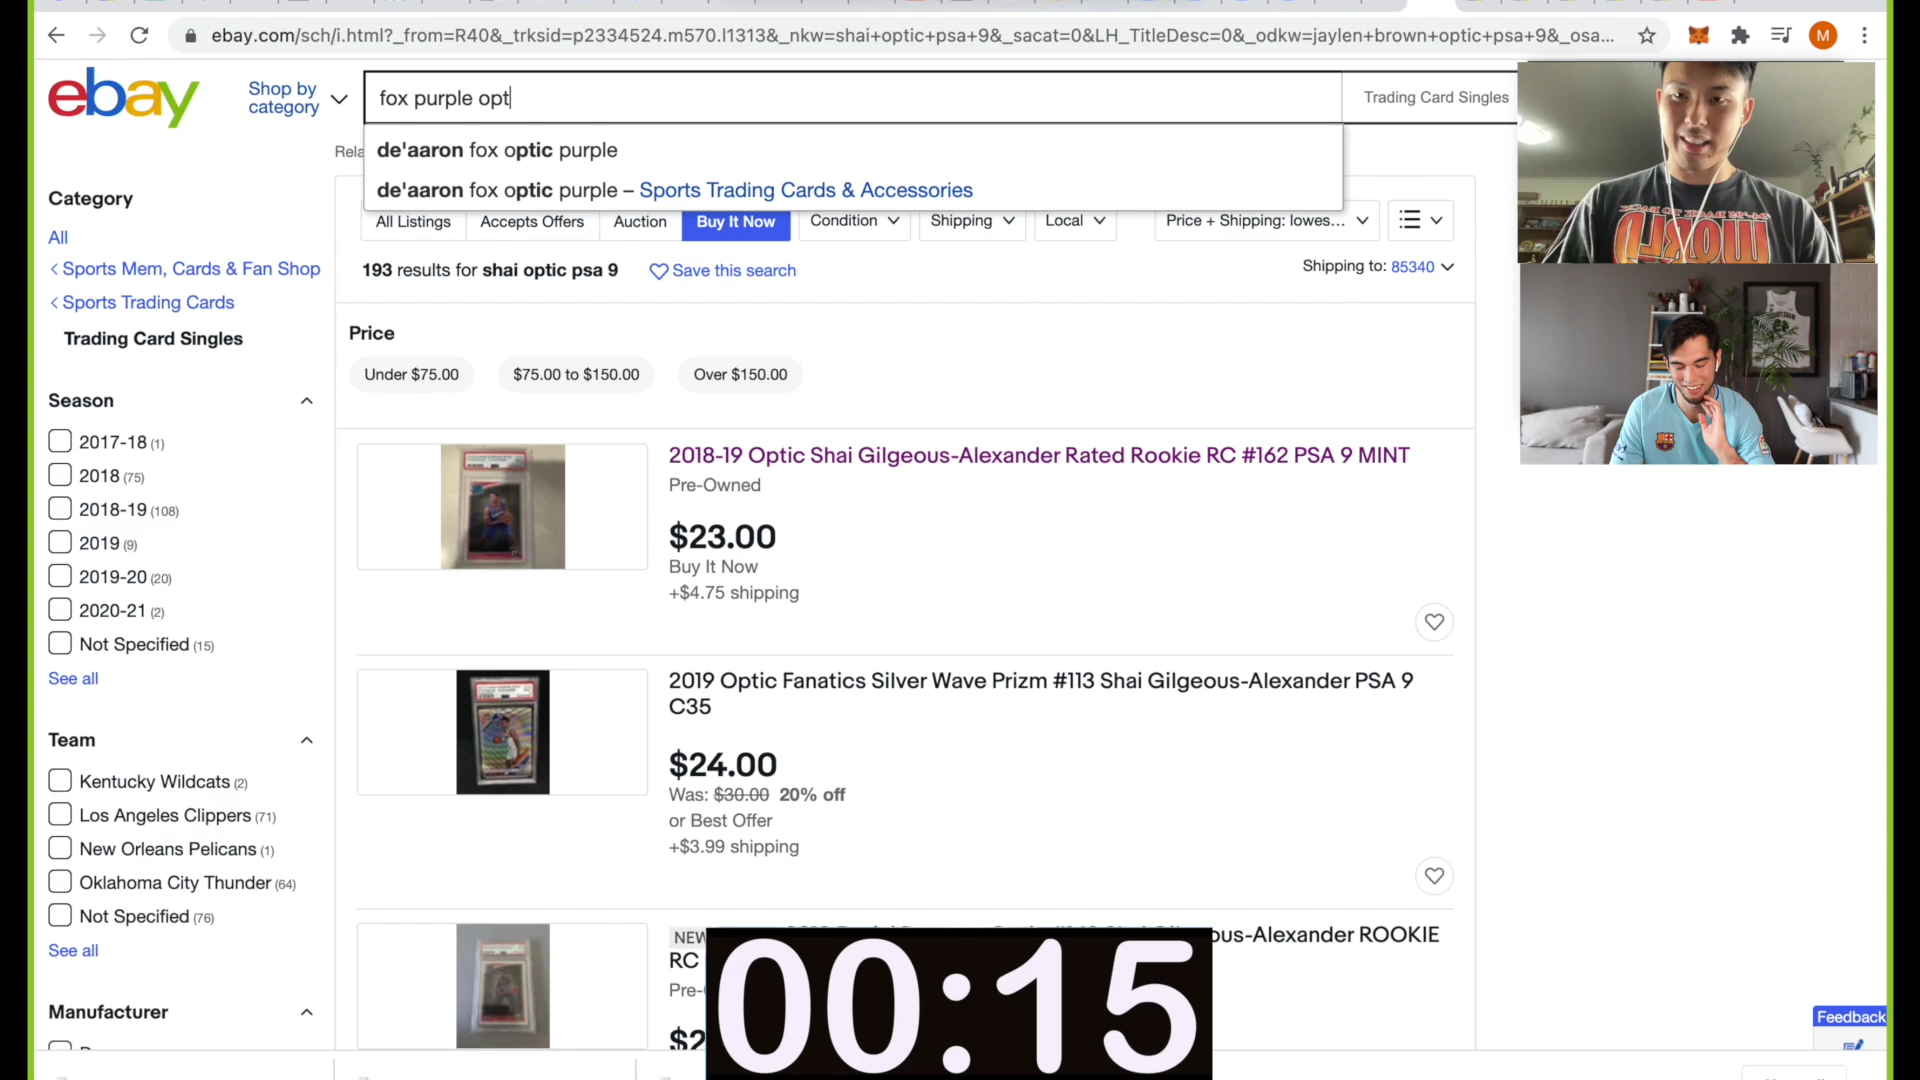 ebay.com/sch/i.html?_from=R40&_trksid=p2334524.m570.l1313&_nkw=shai+optic+psa+9&_sacat=0&LH_TitleDesc=0&_odkw=jaylen+brown+optic+psa+9&_osa...
M
ebay
Shop by
category
fox purple opt
Trading Card Singles
de'aaron fox optic purple
de'aaron fox optic purple – Sports Trading Cards & Accessories
Rela
All Listings
Accepts Offers
Auction
Buy It Now
Condition
Shipping
Local
Price + Shipping: lowes...
193 results for shai optic psa 9
Save this search
Shipping to: 85340
Category
All
Sports Mem, Cards & Fan Shop
Sports Trading Cards
Trading Card Singles
Season
2017-18 (1)
2018 (75)
2018-19 (108)
2019 (9)
2019-20 (20)
2020-21 (2)
Not Specified (15)
See all
Team
Kentucky Wildcats (2)
Los Angeles Clippers (71)
New Orleans Pelicans (1)
Oklahoma City Thunder (64)
Not Specified (76)
See all
Manufacturer
Price
Under $75.00
$75.00 to $150.00
Over $150.00
2018-19 Optic Shai Gilgeous-Alexander Rated Rookie RC #162 PSA 9 MINT
Pre-Owned
$23.00
Buy It Now
+$4.75 shipping
2019 Optic Fanatics Silver Wave Prizm #113 Shai Gilgeous-Alexander PSA 9
C35
$24.00
Was: $30.00 20% off
or Best Offer
+$3.99 shipping
NEW
ous-Alexander ROOKIE
RC
Pre-
$2
00:15
Feedback